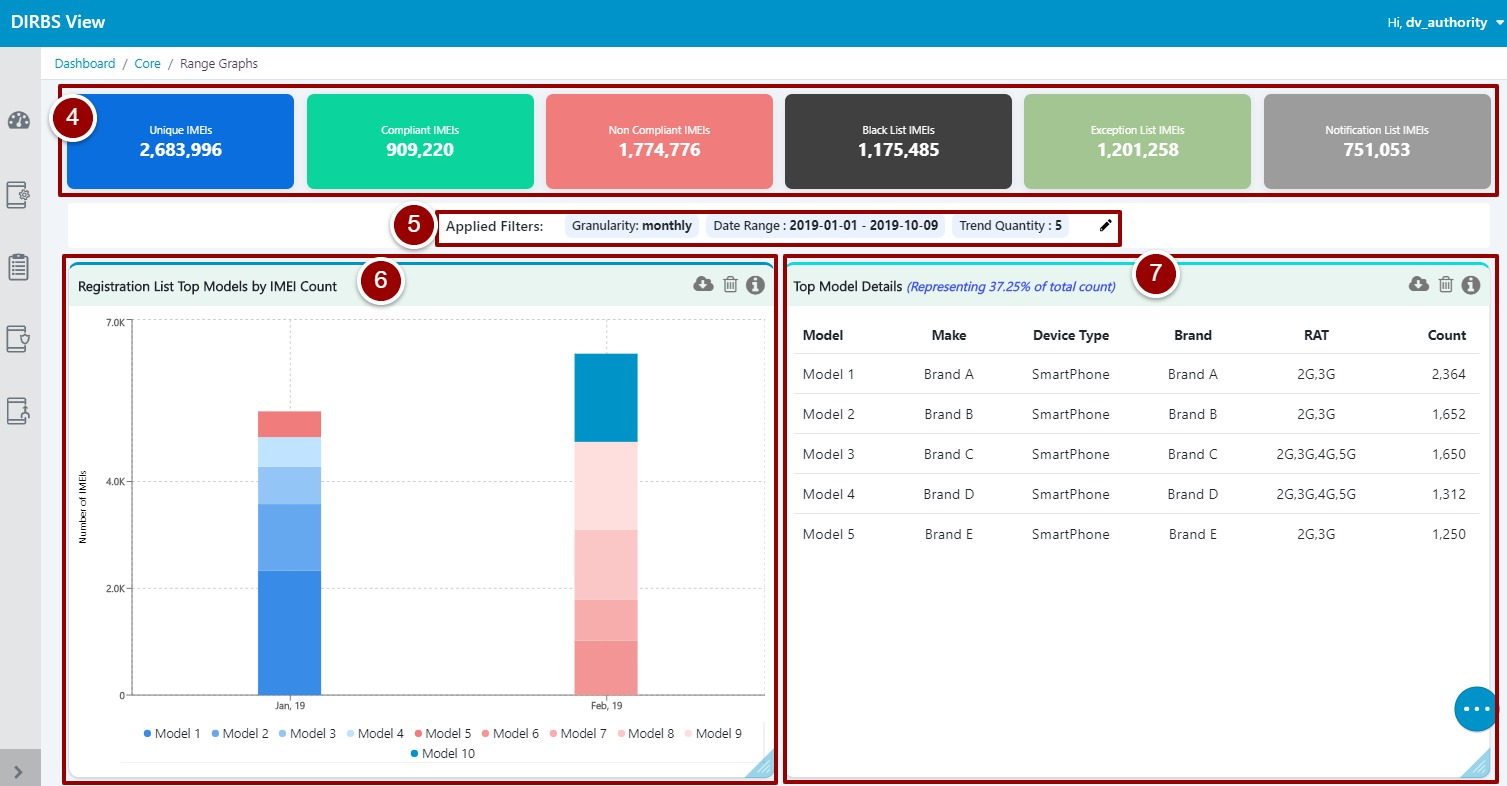 DIRBS View
Hi, dv_authority
Dashboard / Core / Range Graphs
4
Unique IMEIs
2,683,996
Compliant IMEIs
909,220
Non Compliant IMEIs
1,774,776
Black List IMEIs
1,175,485
Exception List IMEIs
1,201,258
Notification List IMEIs
751,053
5
Applied Filters: Granularity: monthly Date Range : 2019-01-01 - 2019-10-09 Trend Quantity : 5
6
Registration List Top Models by IMEI Count
7.0K
4.0K
2.0K
0
Number of IMEIs
Jan, 19
Feb, 19
Model 1 Model 2 Model 3 Model 4 Model 5 Model 6 Model 7 Model 8 Model 9
Model 10
7
Top Model Details (Representing 37.25% of total count)
Model Make Device Type Brand RAT Count
Model 1 Brand A SmartPhone Brand A 2G,3G 2,364
Model 2 Brand B SmartPhone Brand B 2G,3G 1,652
Model 3 Brand C SmartPhone Brand C 2G,3G,4G,5G 1,650
Model 4 Brand D SmartPhone Brand D 2G,3G,4G,5G 1,312
Model 5 Brand E SmartPhone Brand E 2G,3G 1,250